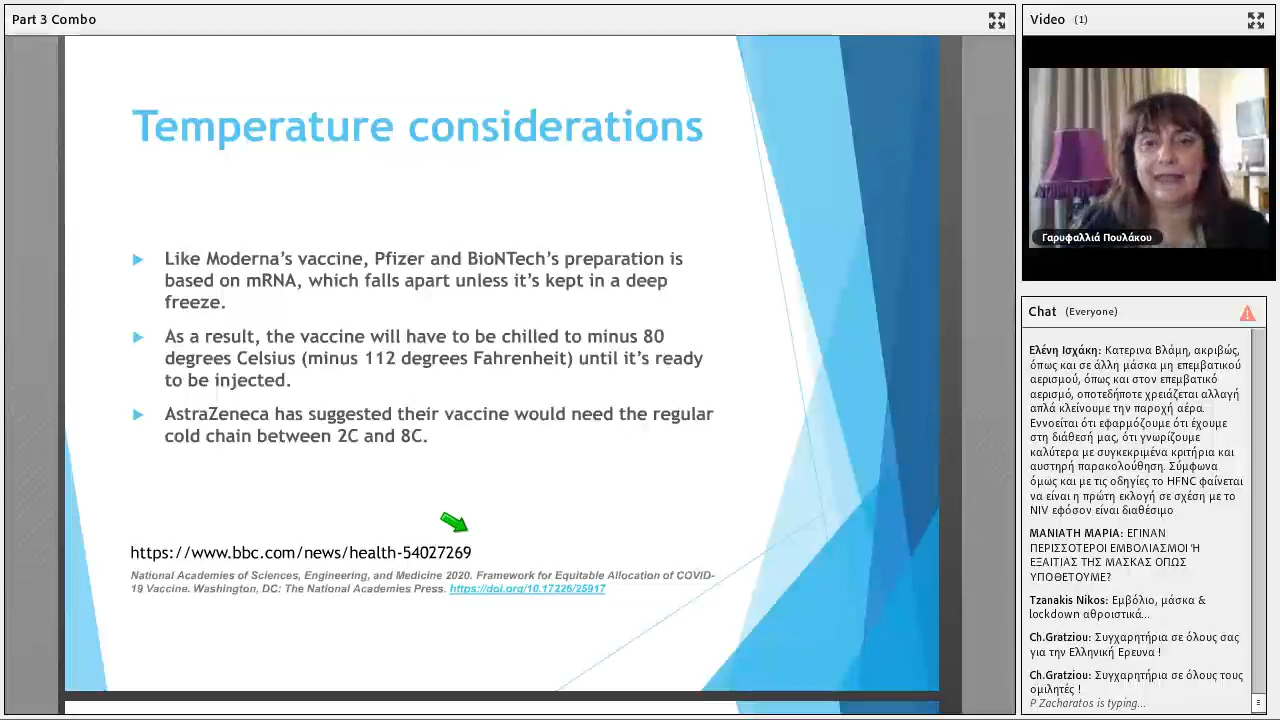 Part 3 Combo
Temperature considerations
Like Moderna's vaccine, Pfizer and BioNTech's preparation is
based on mRNA, which falls apart unless it's kept in a deep
freeze.
As a result, the vaccine will have to be chilled to minus 80
degrees Celsius (minus 112 degrees Fahrenheit) until it's ready
to be injected.
AstraZeneca has suggested their vaccine would need the regular
cold chain between 2C and 8C.
https://www.bbc.com/news/health-54027269
National Academies of Sciences, Engineering, and Medicine 2020. Framework for Equitable Allocation of COVID-
19 Vaccine. Washington, DC: The National Academies Press. https://doi.org/10.17226/25917
Video (1)
Γαρυφαλλιά Πουλάκου
Chat (Everyone)
Ελένη Ισχάκη: Κατερινα Βλάμη, ακριβώς,
όπως και σε άλλη μάσκα μη επεμβατικού
αερισμού, όπως και στον επεμβατικό
αερισμό, οποτεδήποτε χρειάζεται αλλαγή
απλά κλείνουμε την παροχή αέρα.
Εννοείται ότι εφαρμόζουμε ότι έχουμε
στη διάθεσή μας, ότι γνωρίζουμε
καλύτερα με συγκεκριμένα κριτήρια και
αυστηρή παρακολούθηση. Σύμφωνα
όμως και με τις οδηγίες το HFNC φαίνεται
να είναι η πρώτη εκλογή σε σχέση με το
NIV εφόσον είναι διαθέσιμο
ΜΑΝΙΑΤΗ ΜΑΡΙΑ: ΕΓΙΝΑΝ
ΠΕΡΙΣΣΟΤΕΡΟΙ ΕΜΒΟΛΙΑΣΜΟΙ Ή
ΕΞΑΙΤΙΑΣ ΤΗΣ ΜΑΣΚΑΣ ΟΠΩΣ
ΥΠΟΘΕΤΟΥΜΕ?
Tzanakis Nikos: Εμβόλιο, μάσκα &
lockdown αθροιστικά...
Ch.Gratziou: Συγχαρητήρια σε όλους σας
για την Ελληνική Ερευνα !
Ch.Gratziou: Συγχαρητήρια σε όλους τους
ομιλητές !
P Zacharatos is typing...